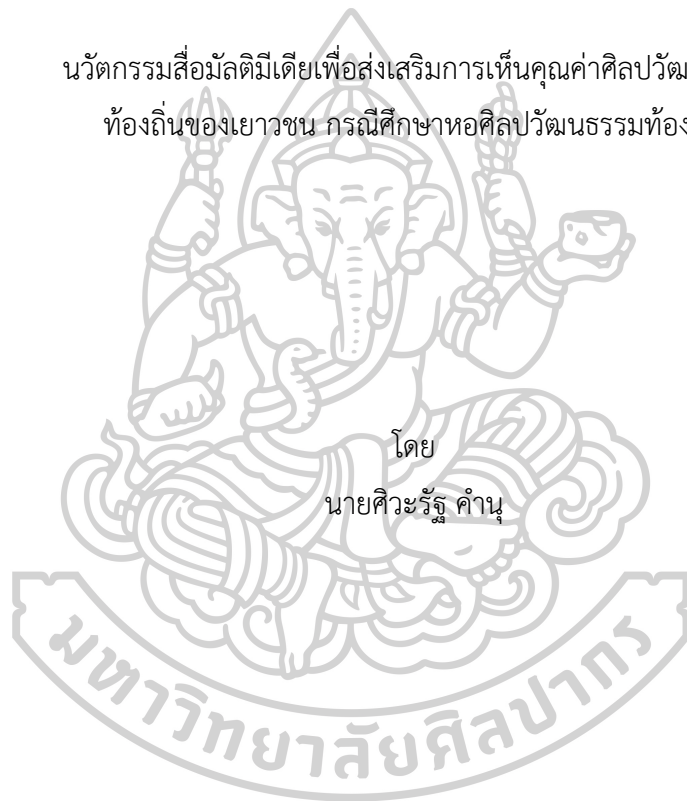 นวัตกรรมสื่อมัลติมีเดียเพื่อส่งเสริมการเห็นคุณค่าศิลปวัฒ
ท้องถิ่นของเยาวชน กรณีศึกษาหอศิลปวัฒนธรรมท้อง
โดย
นายศิวะรัฐ คำนุ
มหาวิทยาลัยศิลปากร